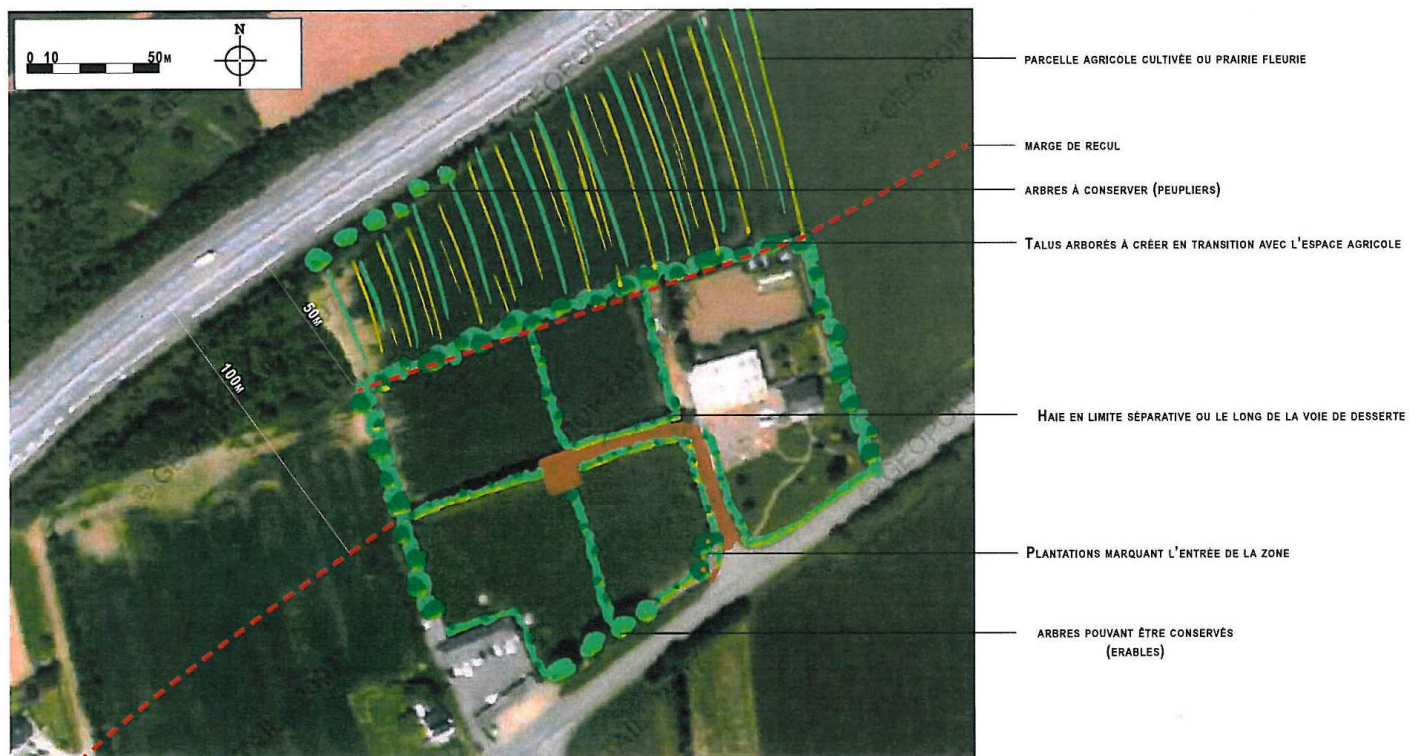 N
0 10 50M
PARCELLE AGRICOLE CULTIVÉE OU PRAIRIE FLEURIE
MARGE DE RECUL
ARBRES À CONSERVER (PEUPLIERS)
TALUS ARBORÉS À CRÉER EN TRANSITION AVEC L'ESPACE AGRICOLE
50M
100M
HAIE EN LIMITE SÉPARATIVE OU LE LONG DE LA VOIE DE DESSERTE
PLANTATIONS MARQUANT L'ENTRÉE DE LA ZONE
ARBRES POUVANT ÊTRE CONSERVÉS
(ERABLES)